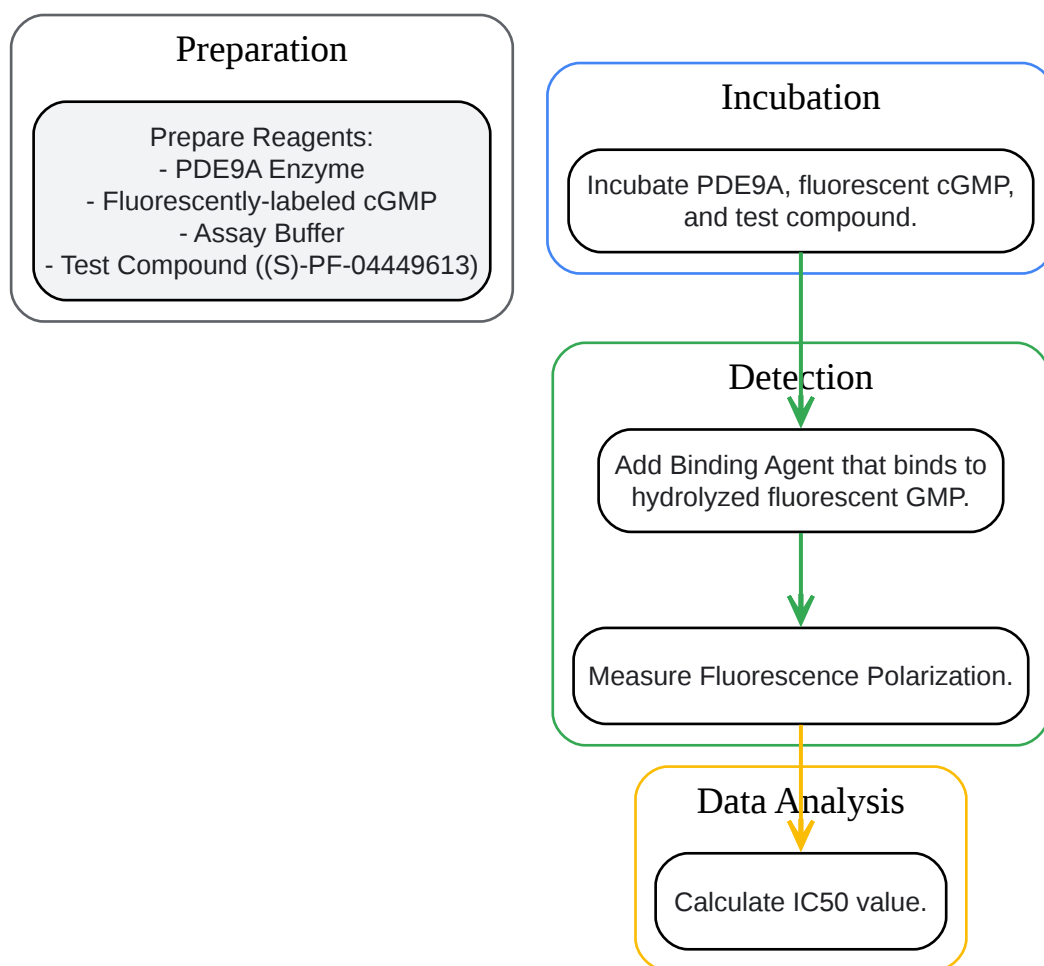 Preparation
Prepare Reagents:
- PDE9A Enzyme
- Fluorescently-labeled cGMP
- Assay Buffer
- Test Compound ((S)-PF-04449613)
Incubation
Incubate PDE9A, fluorescent cGMP,
and test compound.
Detection
Add Binding Agent that binds to
hydrolyzed fluorescent GMP.
Measure Fluorescence Polarization.
Data Analysis
Calculate IC50 value.